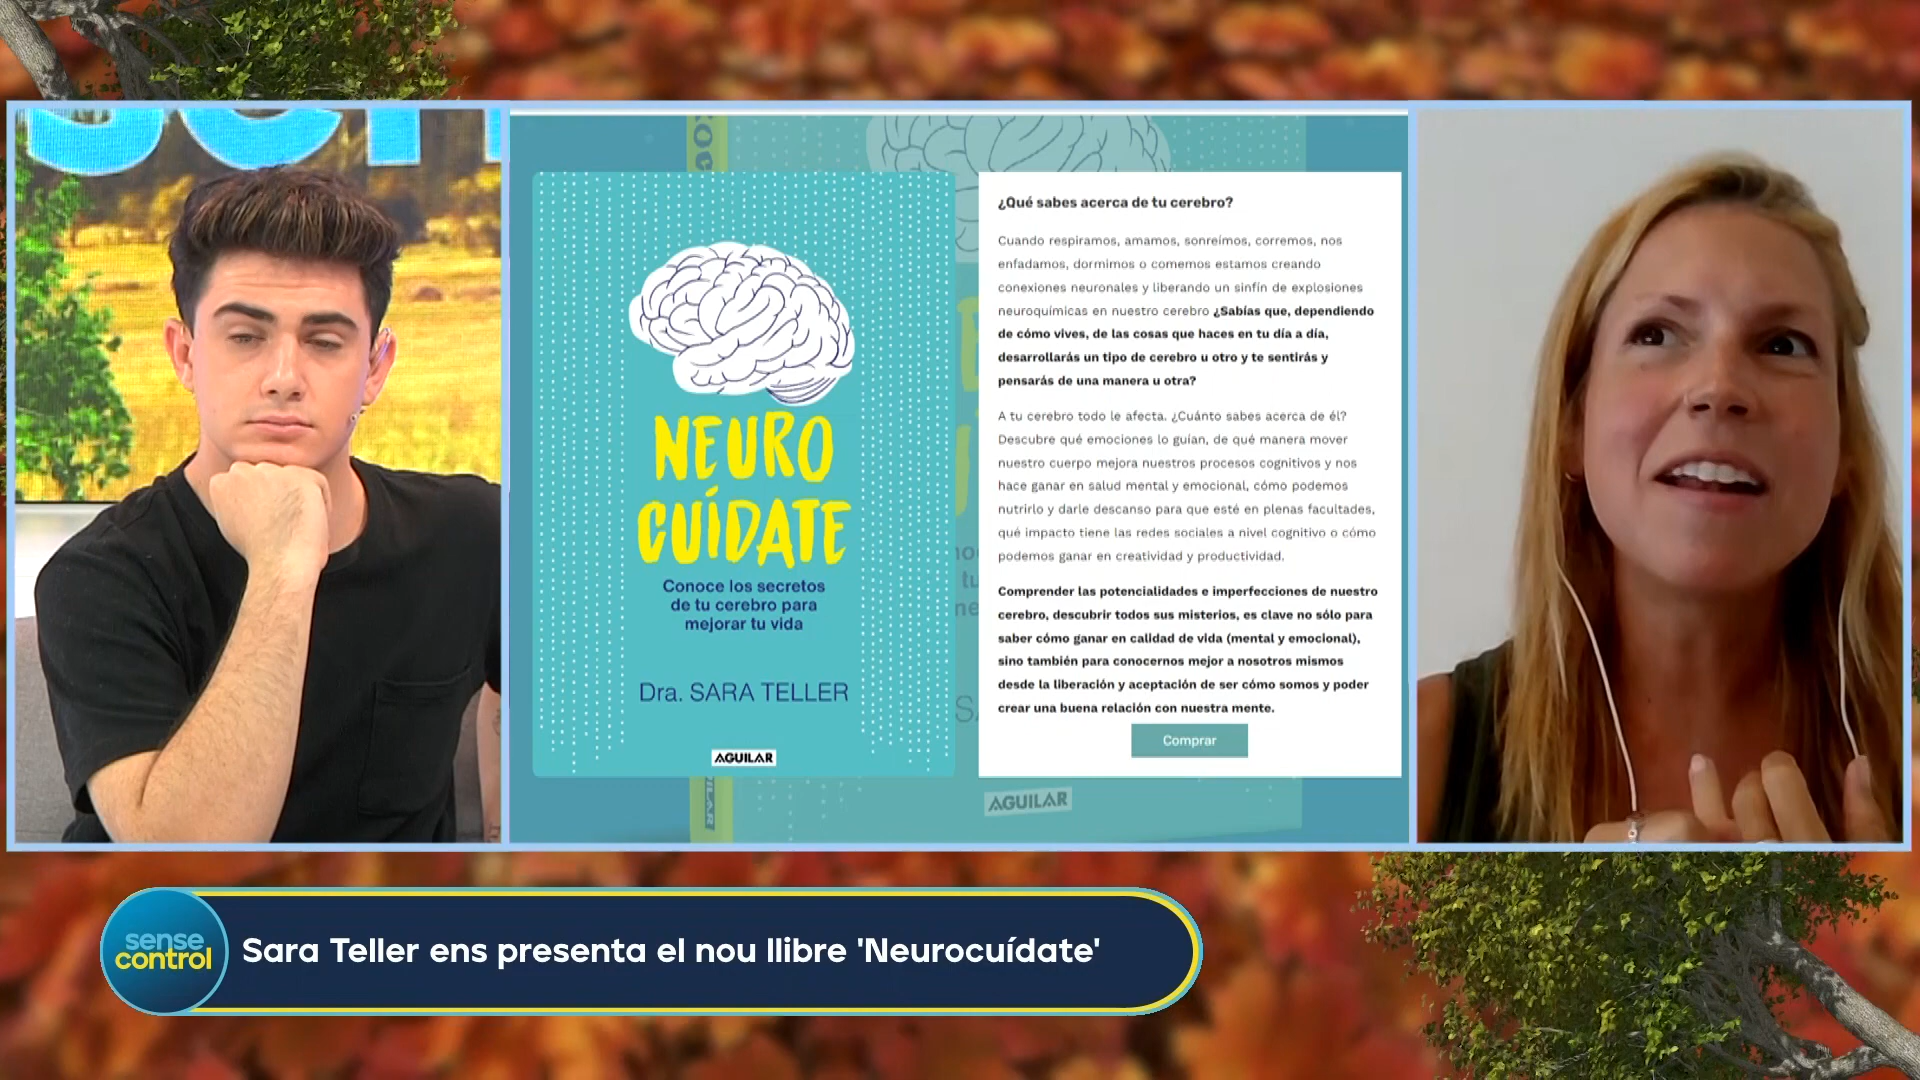 NEURO
CUÍDATE
Conoce los secretos
de tu cerebro para
mejorar tu vida
Dra. SARA TELLER
AGUILAR
¿Qué sabes acerca de tu cerebro?
Cuando respiramos, amamos, sonreímos, corremos, nos
enfadamos, dormimos o comemos estamos creando
conexiones neuronales y liberando un sinfín de explosiones
neuroquímicas en nuestro cerebro ¿Sabías que, dependiendo
de cómo vives, de las cosas que haces en tu día a día,
desarrollarás un tipo de cerebro u otro y te sentirás y
pensarás de una manera u otra?
A tu cerebro todo le afecta. ¿Cuánto sabes acerca de él?
Descubre qué emociones lo guían, de qué manera mover
nuestro cuerpo mejora nuestros procesos cognitivos y nos
hace ganar en salud mental y emocional, cómo podemos
nutrirlo y darle descanso para que esté en plenas facultades,
qué impacto tiene las redes sociales a nivel cognitivo o cómo
podemos ganar en creatividad y productividad.
Comprender las potencialidades e imperfecciones de nuestro
cerebro, descubrir todos sus misterios, es clave no sólo para
saber cómo ganar en calidad de vida (mental y emocional),
sino también para conocernos mejor a nosotros mismos
desde la liberación y aceptación de ser cómo somos y poder
crear una buena relación con nuestra mente.
Comprar
AGUILAR
sense
control
Sara Teller ens presenta el nou llibre 'Neurocuídate'